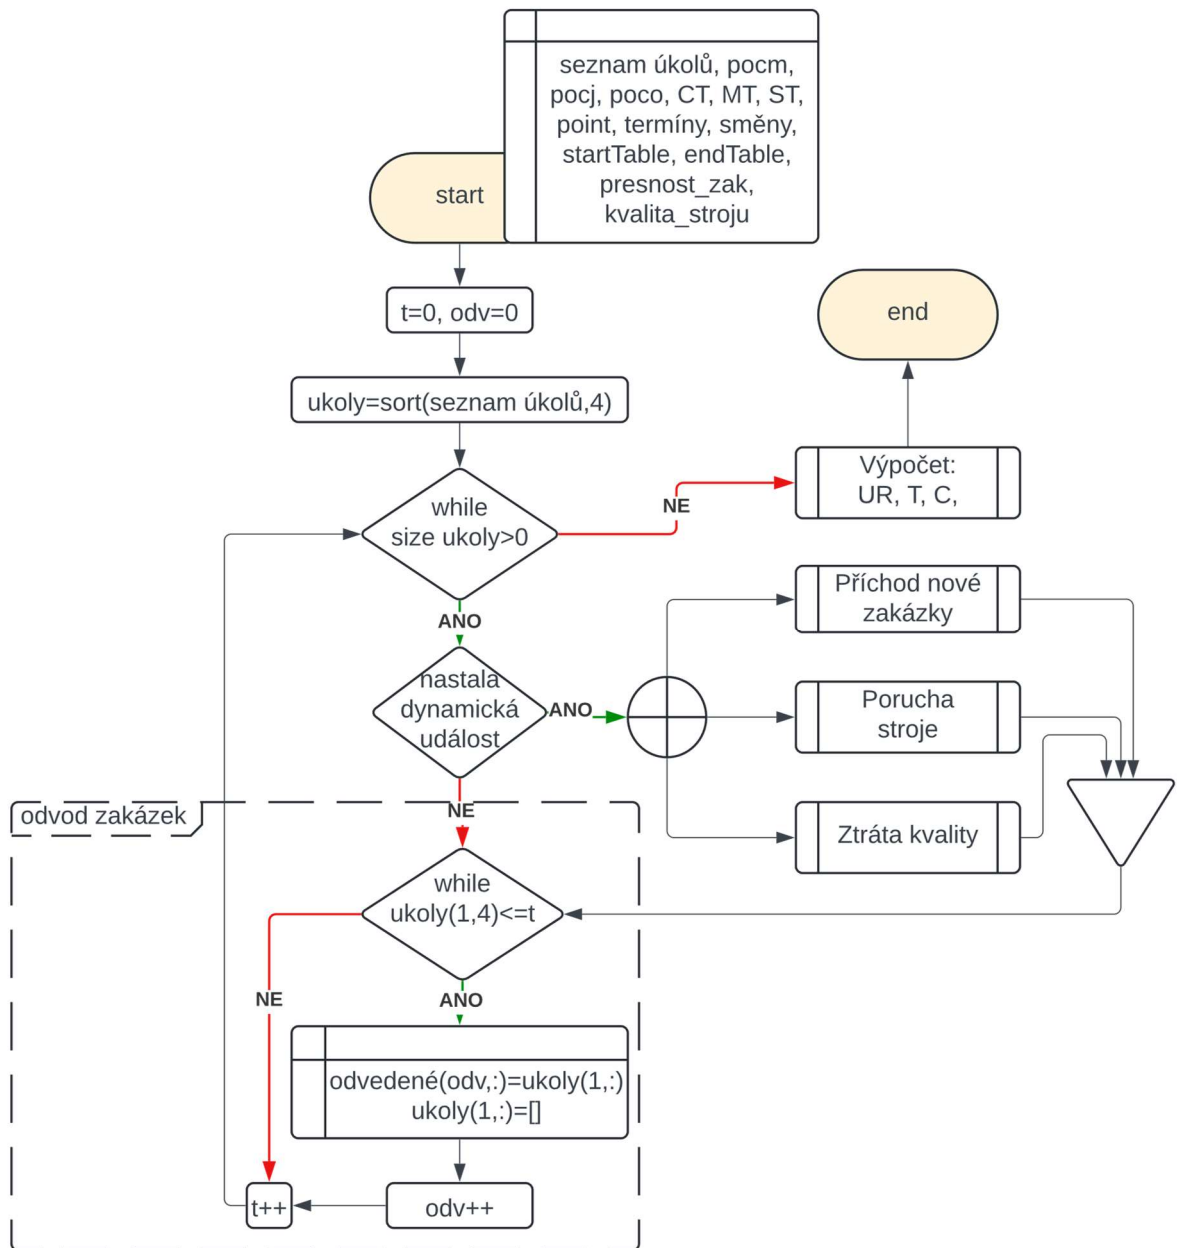 seznam úkolů, pocm,
pocj, poco, CT, MT, ST,
point, termíny, směny,
startTable, endTable,
presnost_zak,
kvalita_stroju
start
t=0, odv=0
end
ukoly=sort(seznam úkolů,4)
Výpočet:
UR, T, C,
while
size ukoly>0
NE
ANO
Příchod nové
zakázky
nastala
dynamická
událost
ANO
Porucha
stroje
NE
odvod zakázek
Ztráta kvality
while
ukoly(1,4)<=t
NE
ANO
odvedené(odv,:)=ukoly(1,:)
ukoly(1,:)=[]
t++
odv++